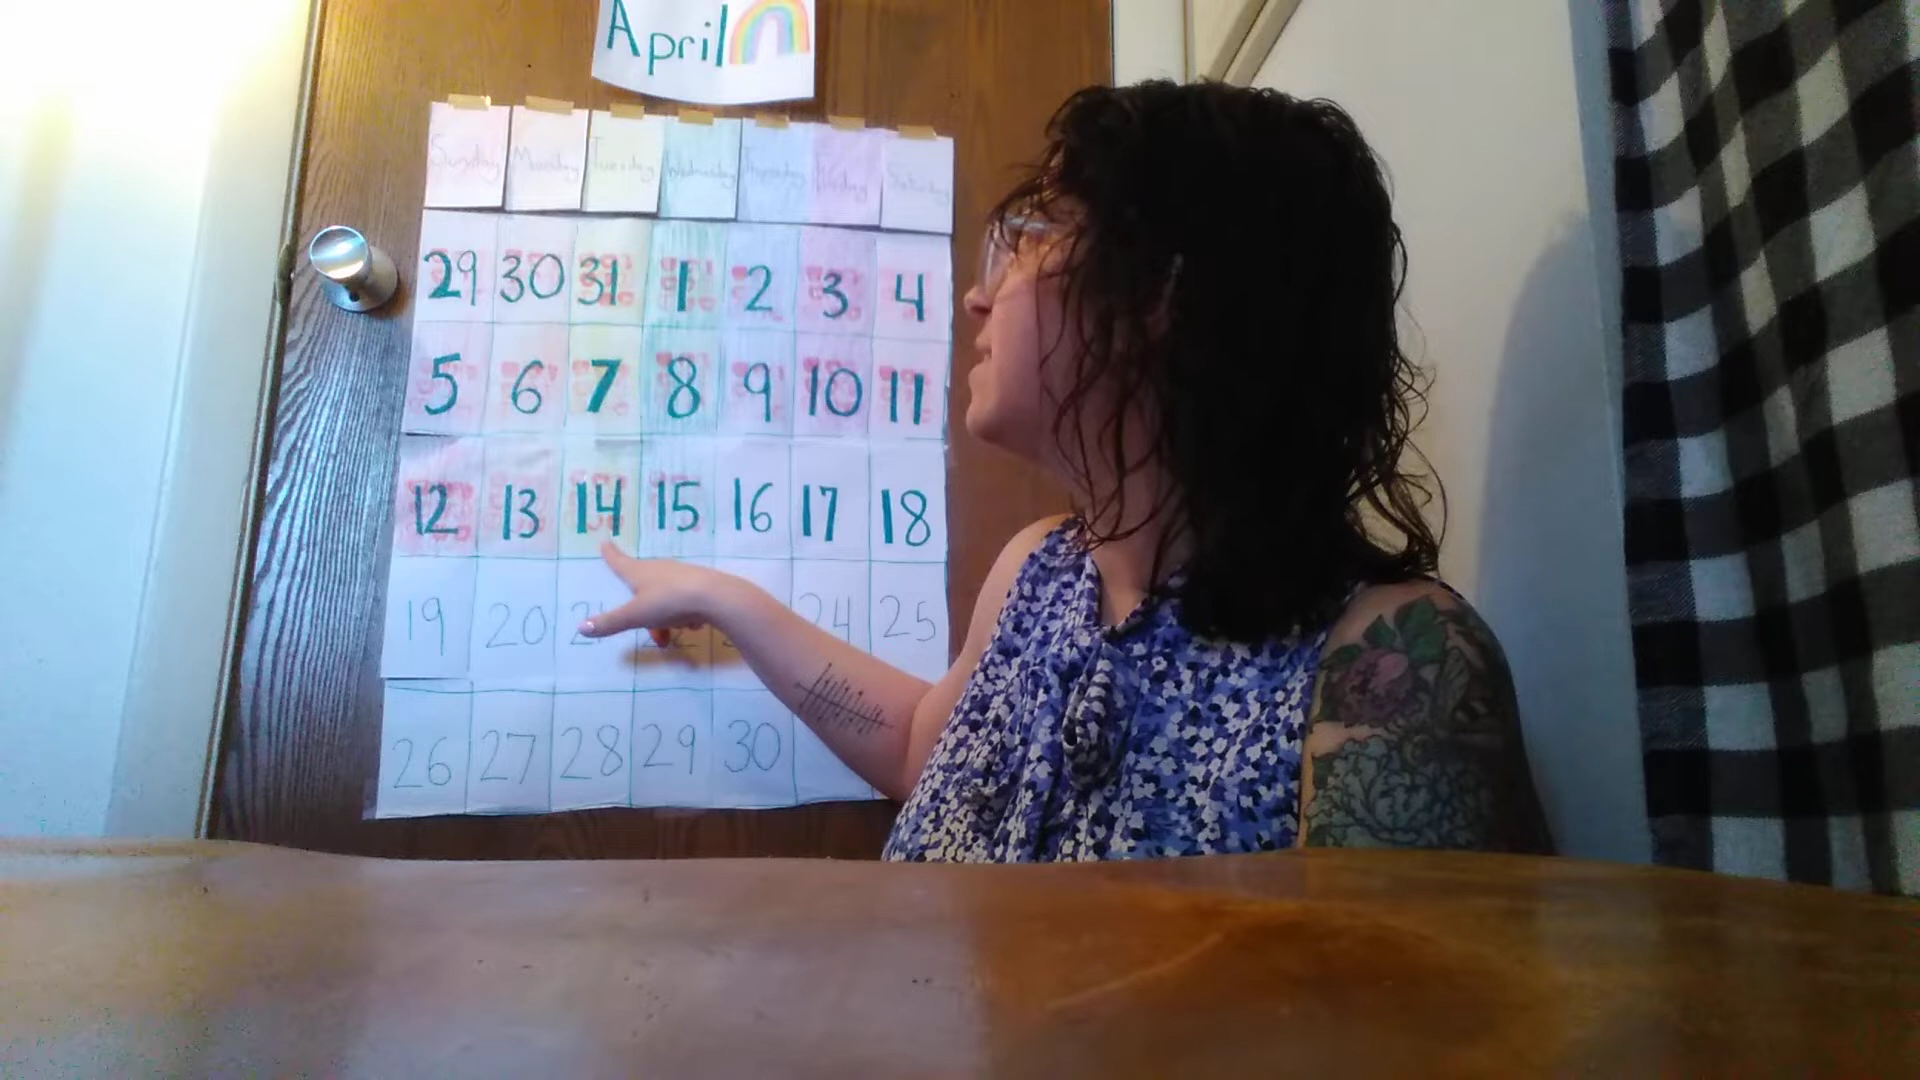 April
Sunday Monday Tuesday Wednesday Thursday Friday Saturday
29 30 31 1 2 3 4
5 6 7 8 9 10 11
12 13 14 15 16 17 18
19 20 21 22 24 25
26 27 28 29 30